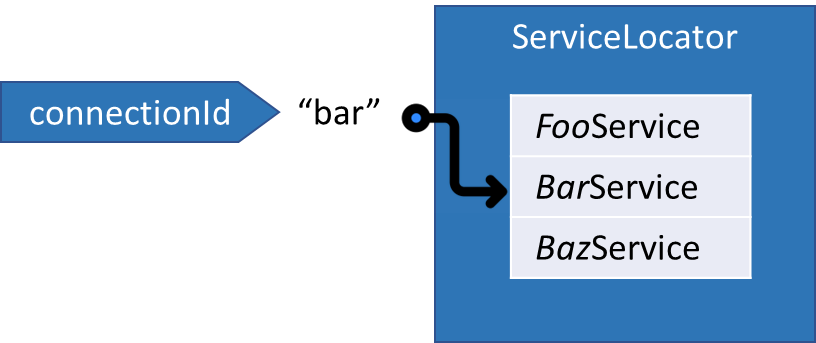 ServiceLocator
connectionId
“bar”
FooService
BarService
BazService